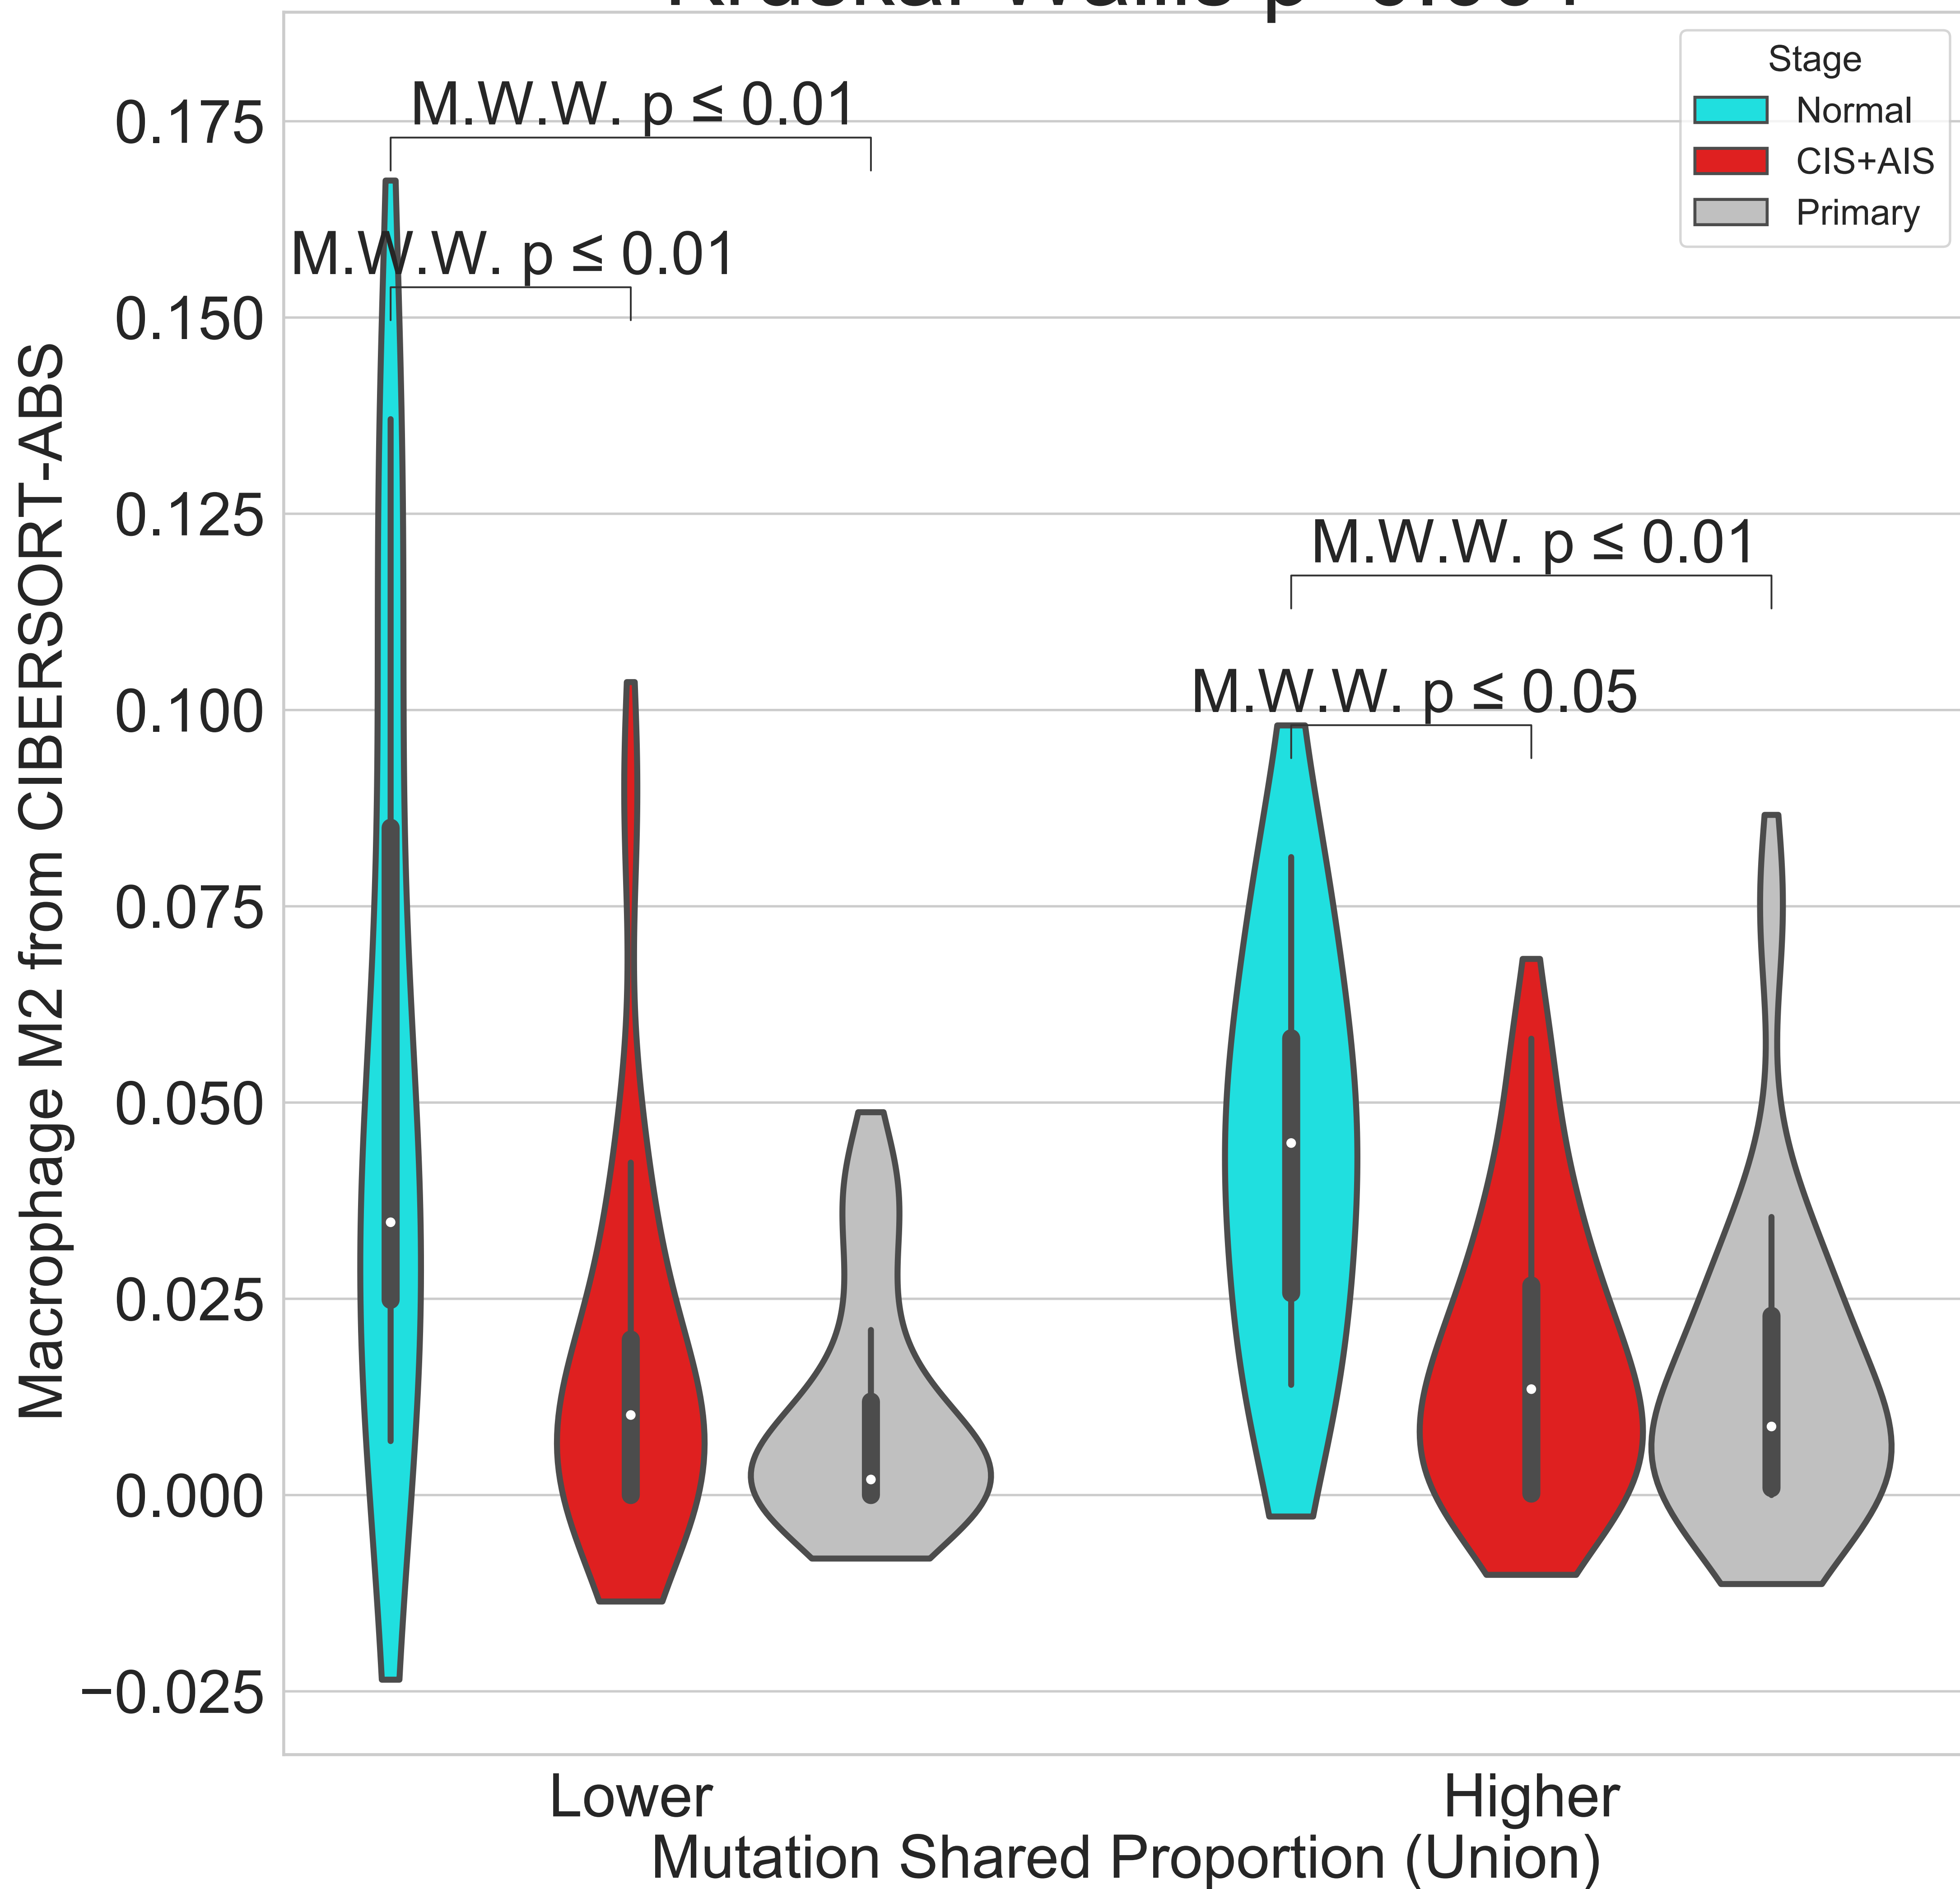 Stage
Normal
CIS+AIS
Primary
M.W.W. p ≤ 0.01
M.W.W. p ≤ 0.01
M.W.W. p ≤ 0.01
M.W.W. p ≤ 0.05
0.175
0.150
0.125
0.100
0.075
0.050
0.025
0.000
−0.025
Macrophage M2 from CIBERSORT-ABS
Lower
Higher
Mutation Shared Proportion (Union)